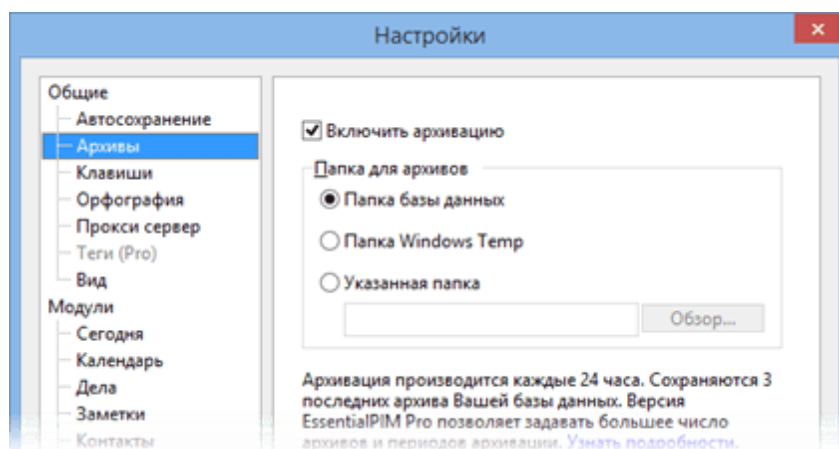 Настройки
Общие
Автосохранение
Архивы
Клавиши
Орфография
Прокси сервер
Теги (Pro)
Вид
Модули
Сегодня
Календарь
Дела
Заметки
Контакты
Включить архивацию
Папка для архивов
Папка базы данных
Папка Windows Temp
Указанная папка
Обзор...
Архивация производится каждые 24 часа. Сохраняются 3
последних архива Вашей базы данных. Версия
EssentialPIM Pro позволяет задавать большее число
архивов и периодов архивации. Узнать подробности.